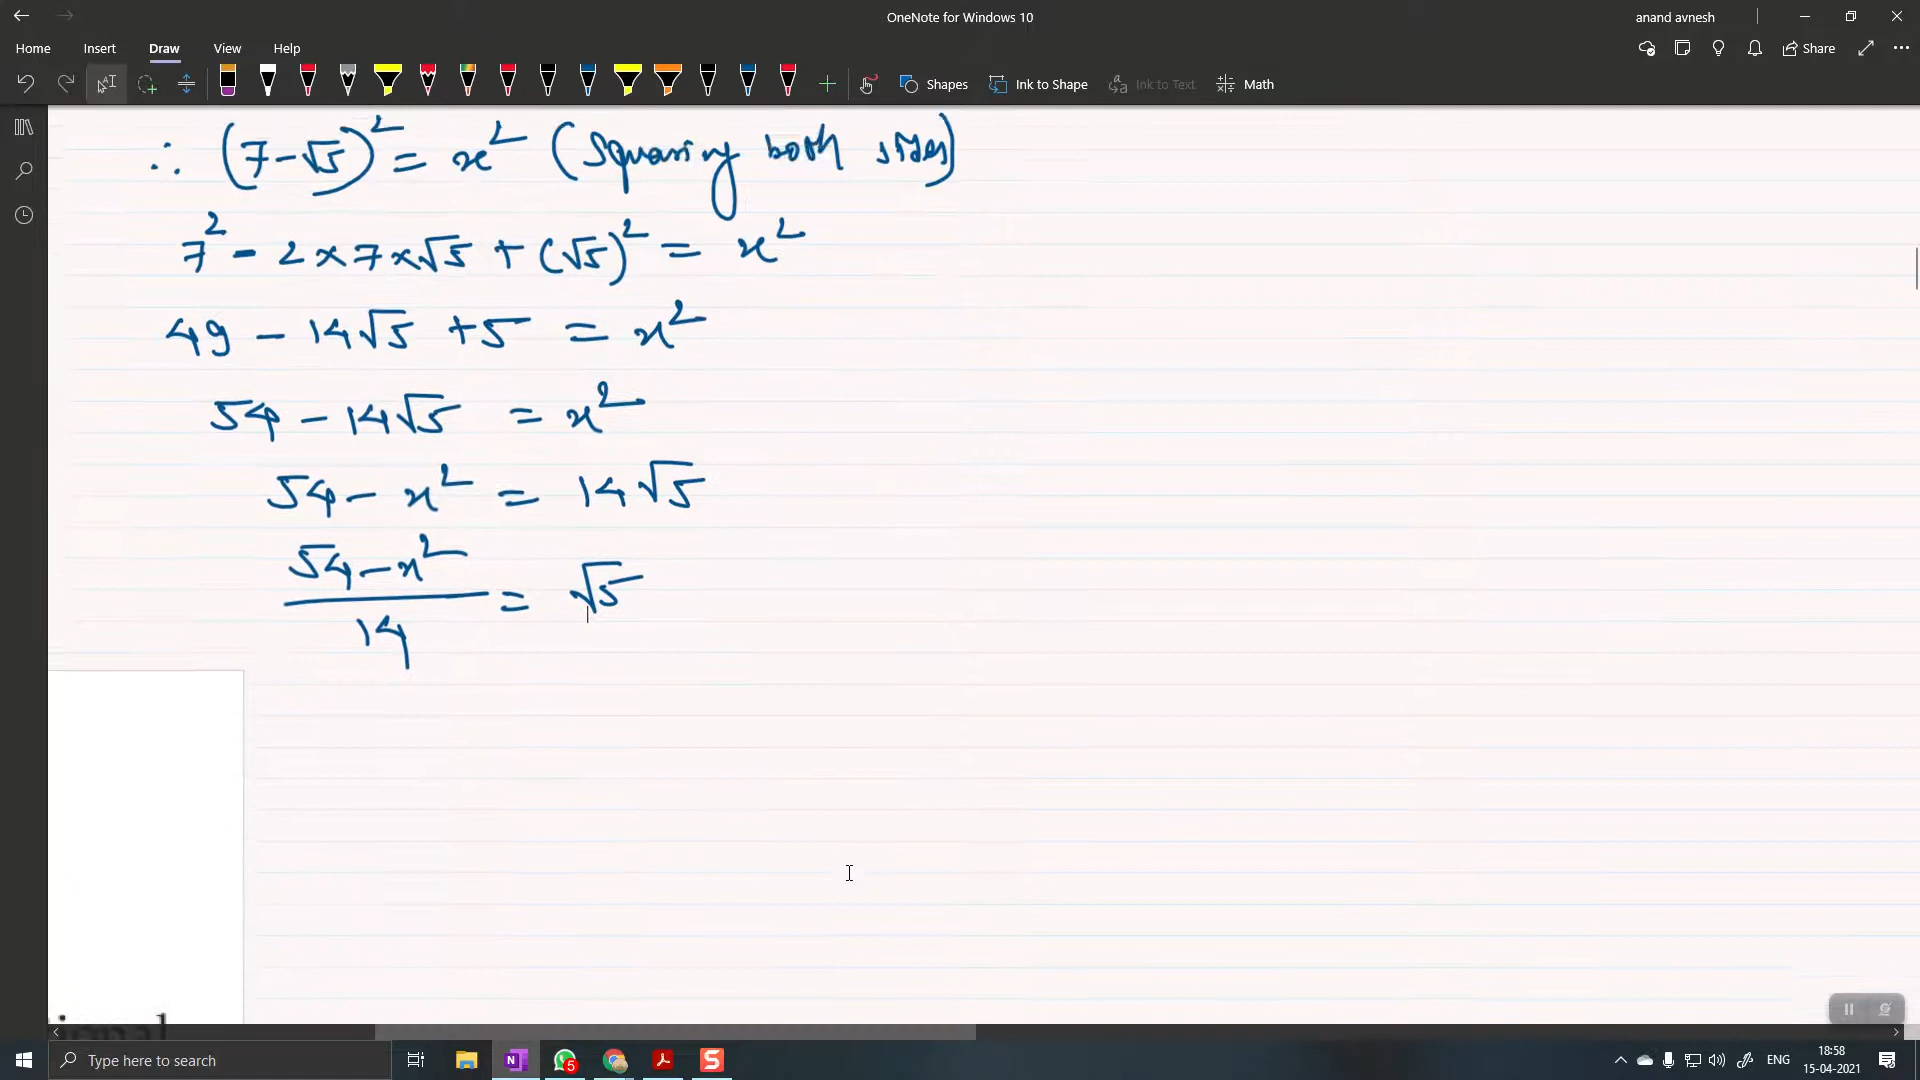 OneNote for Windows 10
anand avnesh
Home Insert Draw View Help
Share
Shapes Ink to Shape Ink to Text Math
∴ (7-√5)² = x² (Squaring both sides)
7² - 2×7×√5 + (√5)² = x²
49 - 14√5 + 5 = x²
54 - 14√5 = x²
54 - x² = 14√5
54-x²
14
= √5
Type here to search
5
ENG
18:58
15-04-2021